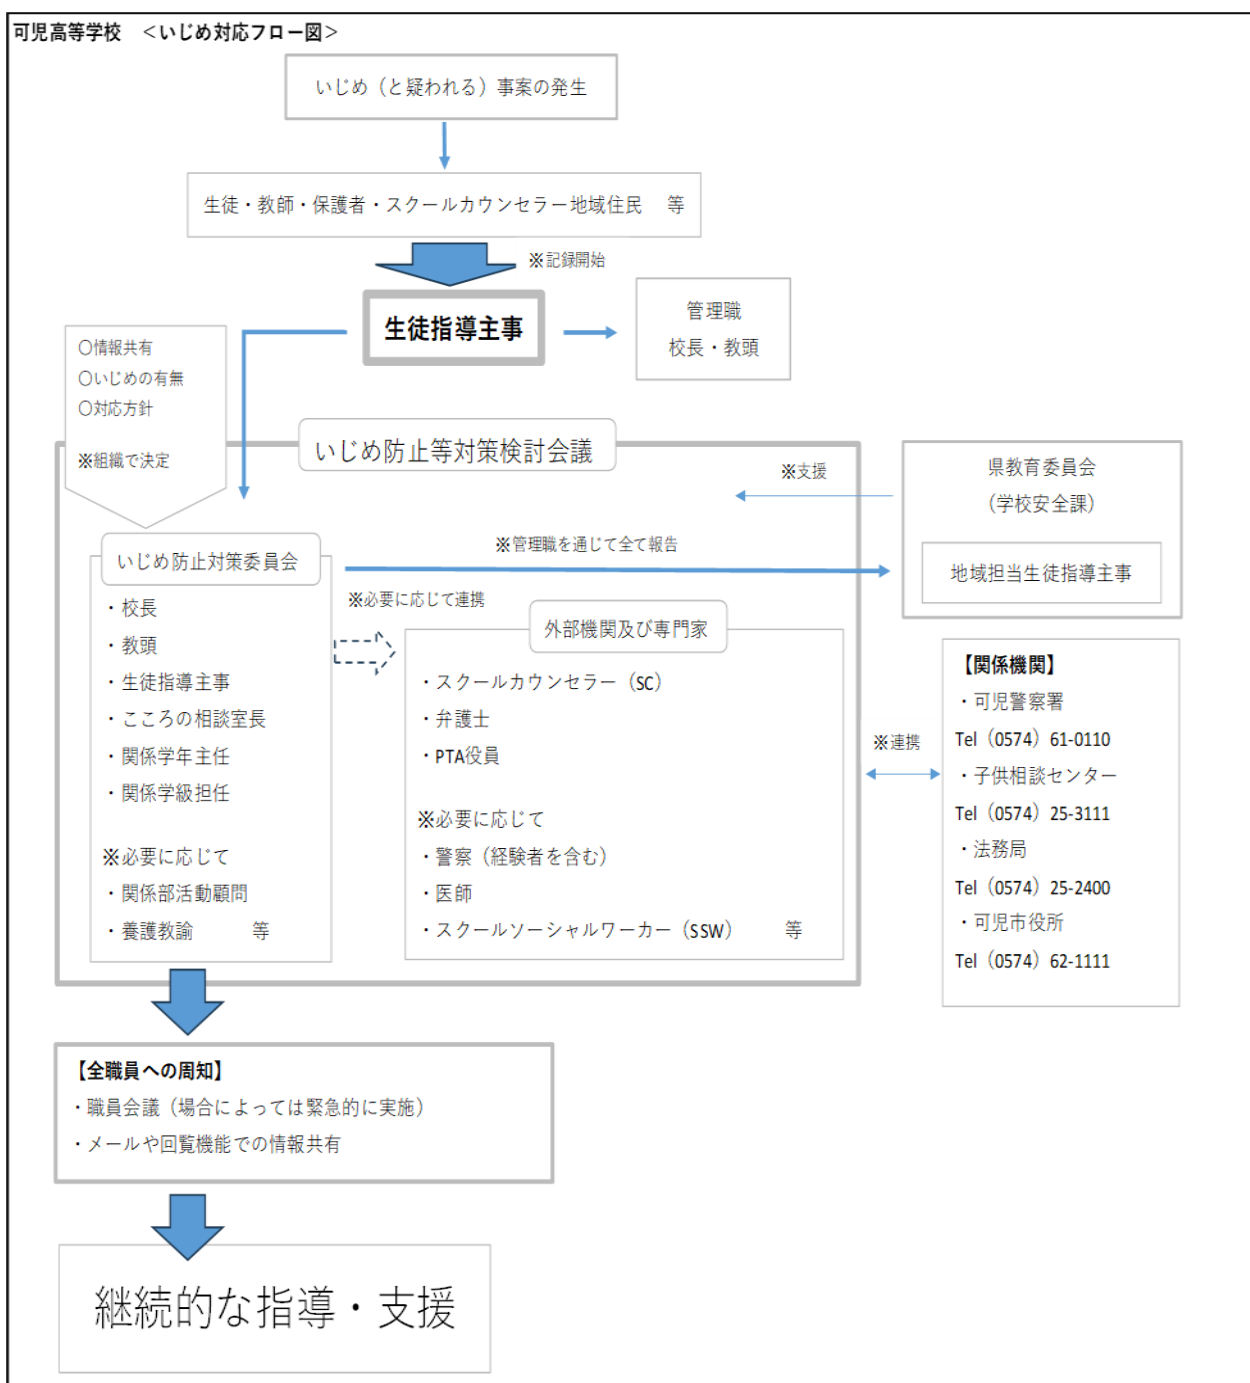 可児高等学校　＜いじめ対応フロー図＞
いじめ（と疑われる）事案の発生
生徒・教師・保護者・スクールカウンセラー地域住民　等
※記録開始
生徒指導主事
管理職
校長・教頭
〇情報共有
〇いじめの有無
〇対応方針
※組織で決定
いじめ防止等対策検討会議
※支援
県教育委員会
（学校安全課）
地域担当生徒指導主事
※管理職を通じて全て報告
いじめ防止対策委員会
・校長
・教頭
・生徒指導主事
・こころの相談室長
・関係学年主任
・関係学級担任
※必要に応じて
・関係部活動顧問
・養護教諭　　等
※必要に応じて連携
外部機関及び専門家
・スクールカウンセラー（SC）
・弁護士
・PTA役員
※必要に応じて
・警察（経験者を含む）
・医師
・スクールソーシャルワーカー（SSW）　　等
※連携
【関係機関】
・可児警察署
Tel（0574）61-0110
・子供相談センター
Tel（0574）25-3111
・法務局
Tel（0574）25-2400
・可児市役所
Tel（0574）62-1111
【全職員への周知】
・職員会議（場合によっては緊急的に実施）
・メールや回覧機能での情報共有
継続的な指導・支援